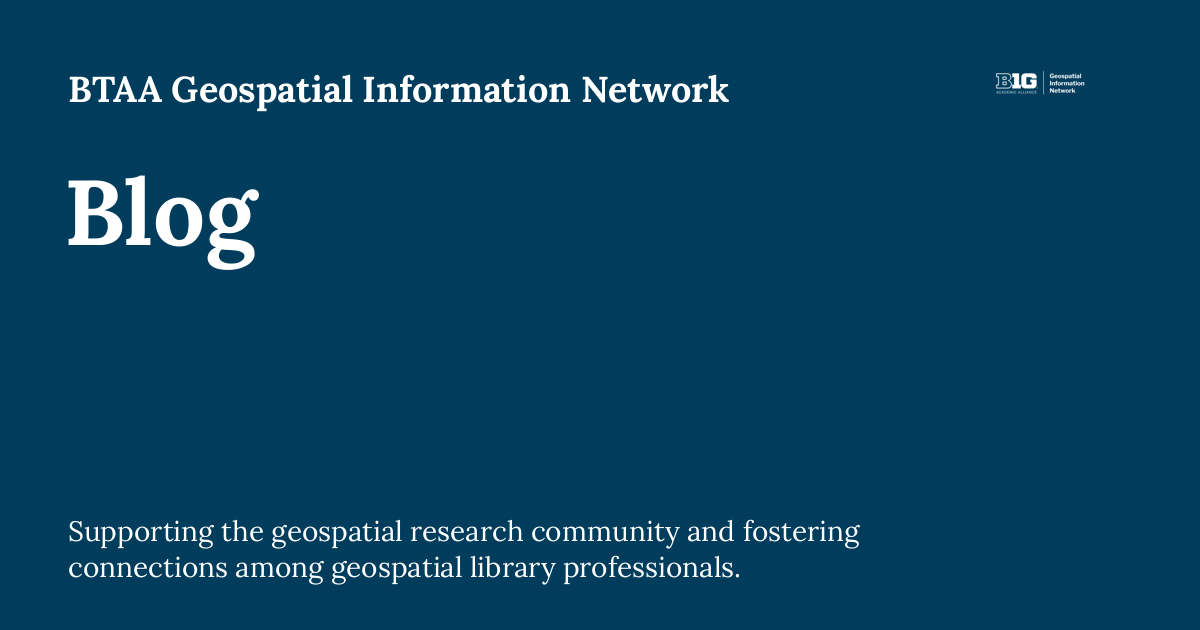 BTAA Geospatial Information Network
B1G
ACADEMIC ALLIANCE
Geospatial
Information
Network
Blog
Supporting the geospatial research community and fostering
connections among geospatial library professionals.